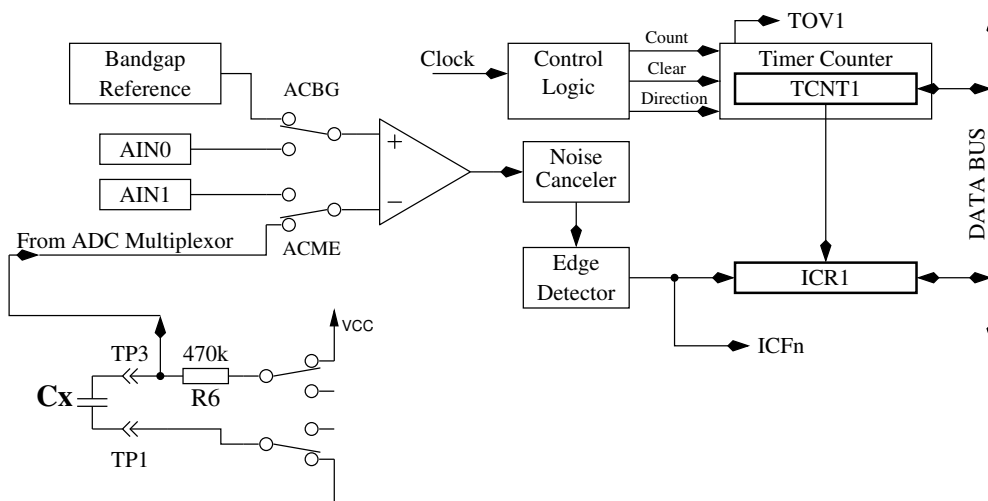 Bandgap
Reference
ACBG
AIN0
AIN1
ACME
From ADC Multiplexor
+
−
Clock
Control
Logic
Count
Clear
Direction
TOV1
Timer Counter
TCNT1
Noise
Canceler
Edge
Detector
ICR1
ICFn
DATA BUS
VCC
TP3
470k
R6
Cx
TP1